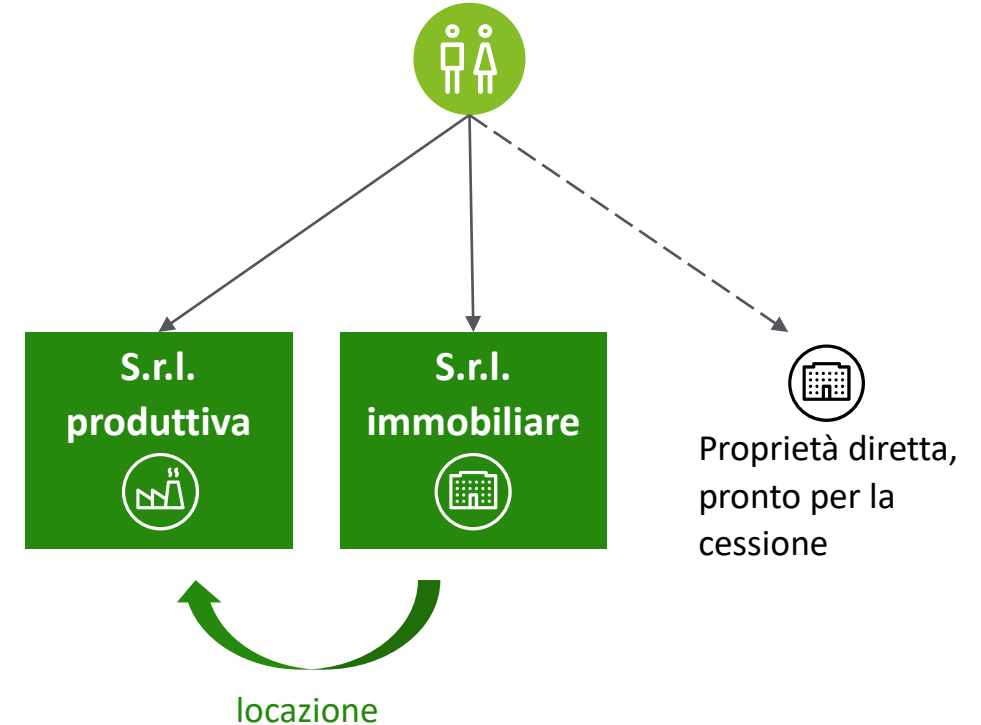 S.r.l.
produttiva
S.r.l.
immobiliare
Proprietà diretta,
pronto per la
cessione
locazione